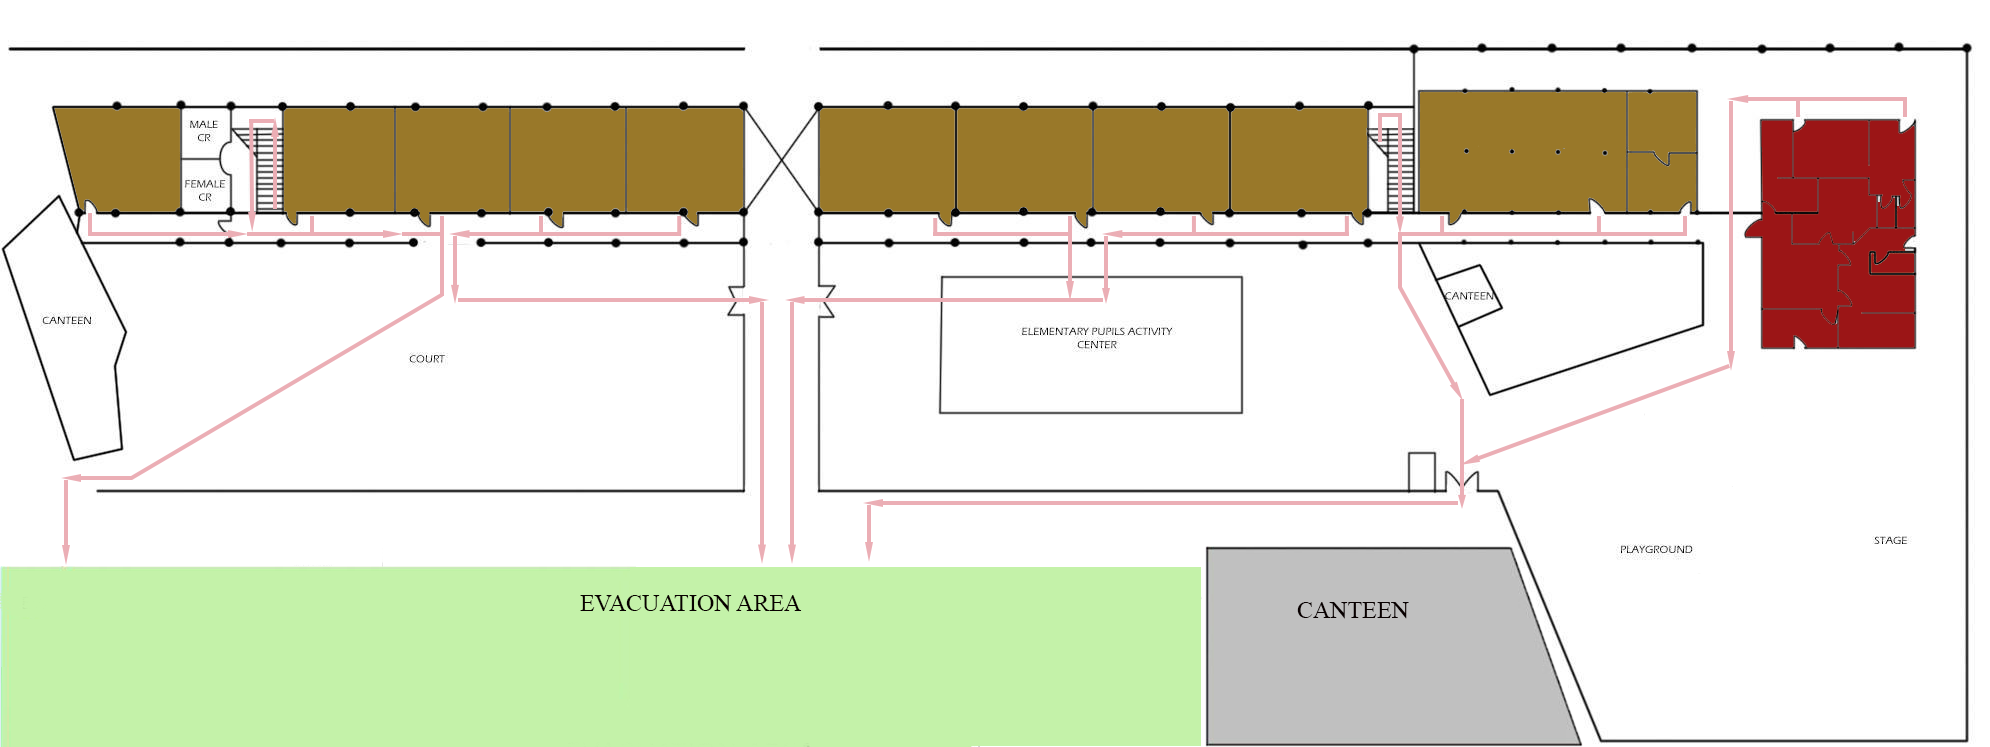 MALE
CR
FEMALE
CR
CANTEEN
COURT
ELEMENTARY PUPILS ACTIVITY
CENTER
CANTEEN
PLAYGROUND
STAGE
EVACUATION AREA
CANTEEN